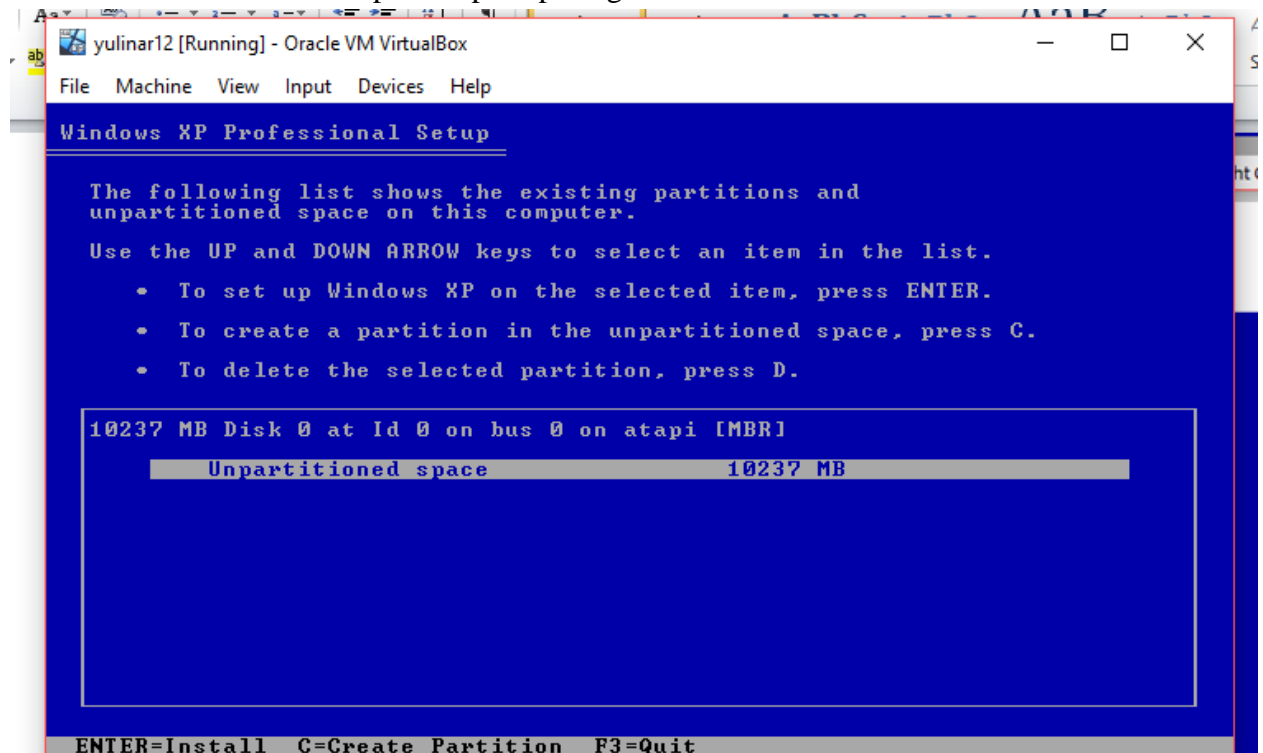 yulinar12 [Running] - Oracle VM VirtualBox
File Machine View Input Devices Help
Windows XP Professional Setup
The following list shows the existing partitions and
unpartitioned space on this computer.
Use the UP and DOWN ARROW keys to select an item in the list.
• To set up Windows XP on the selected item, press ENTER.
• To create a partition in the unpartitioned space, press C.
• To delete the selected partition, press D.
10237 MB Disk 0 at Id 0 on bus 0 on atapi [MBR]
Unpartitioned space 10237 MB
ENTER=Install C=Create Partition F3=Quit